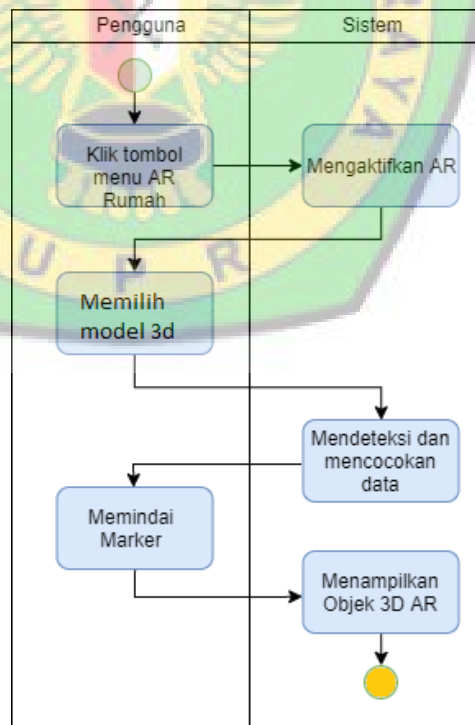 Pengguna
Sistem
Klik tombol
menu AR
Rumah
Mengaktifkan AR
Memilih
model 3d
Mendeteksi dan
mencocokan
data
Memindai
Marker
Menampilkan
Objek 3D AR
RAYA
U P R